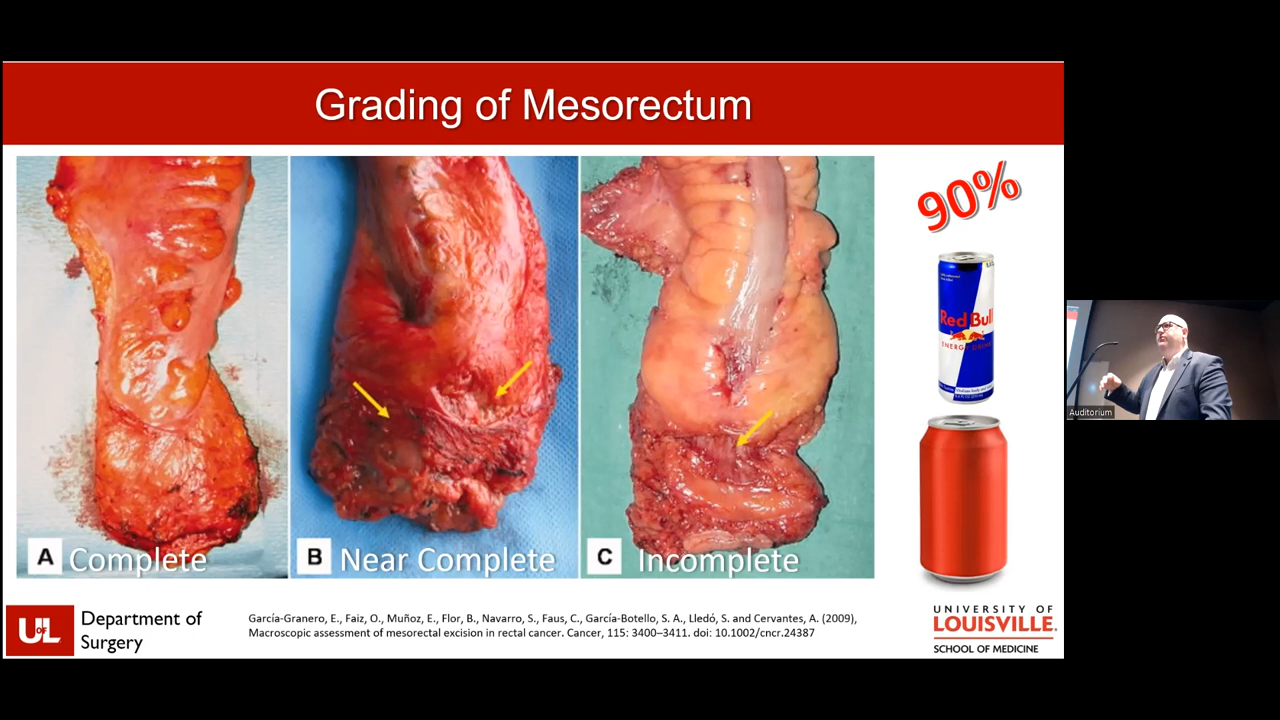 Grading of Mesorectum
90%
Red Bull
ENERGY DRINK
A Complete
B Near Complete
C Incomplete
Auditorium
UofL
Department of
Surgery
García-Granero, E., Faiz, O., Muñoz, E., Flor, B., Navarro, S., Faus, C., García-Botello, S. A., Lledó, S. and Cervantes, A. (2009),
Macroscopic assessment of mesorectal excision in rectal cancer. Cancer, 115: 3400–3411. doi: 10.1002/cncr.24387
UNIVERSITY OF
LOUISVILLE.
SCHOOL OF MEDICINE